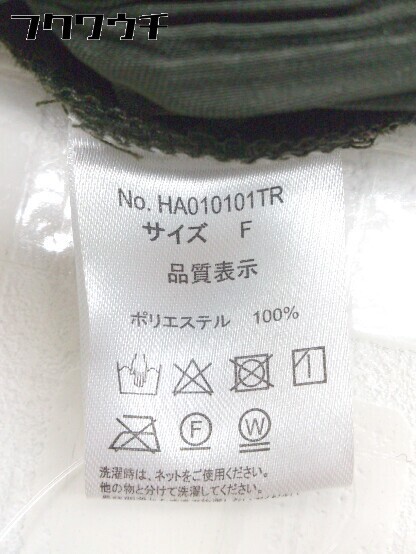 フクワウチ
No. HA010101TR
サイズ F
品質表示
ポリエステル 100%
F W
洗濯時は、ネットをご使用ください。
他の物と分けて洗濯してください。